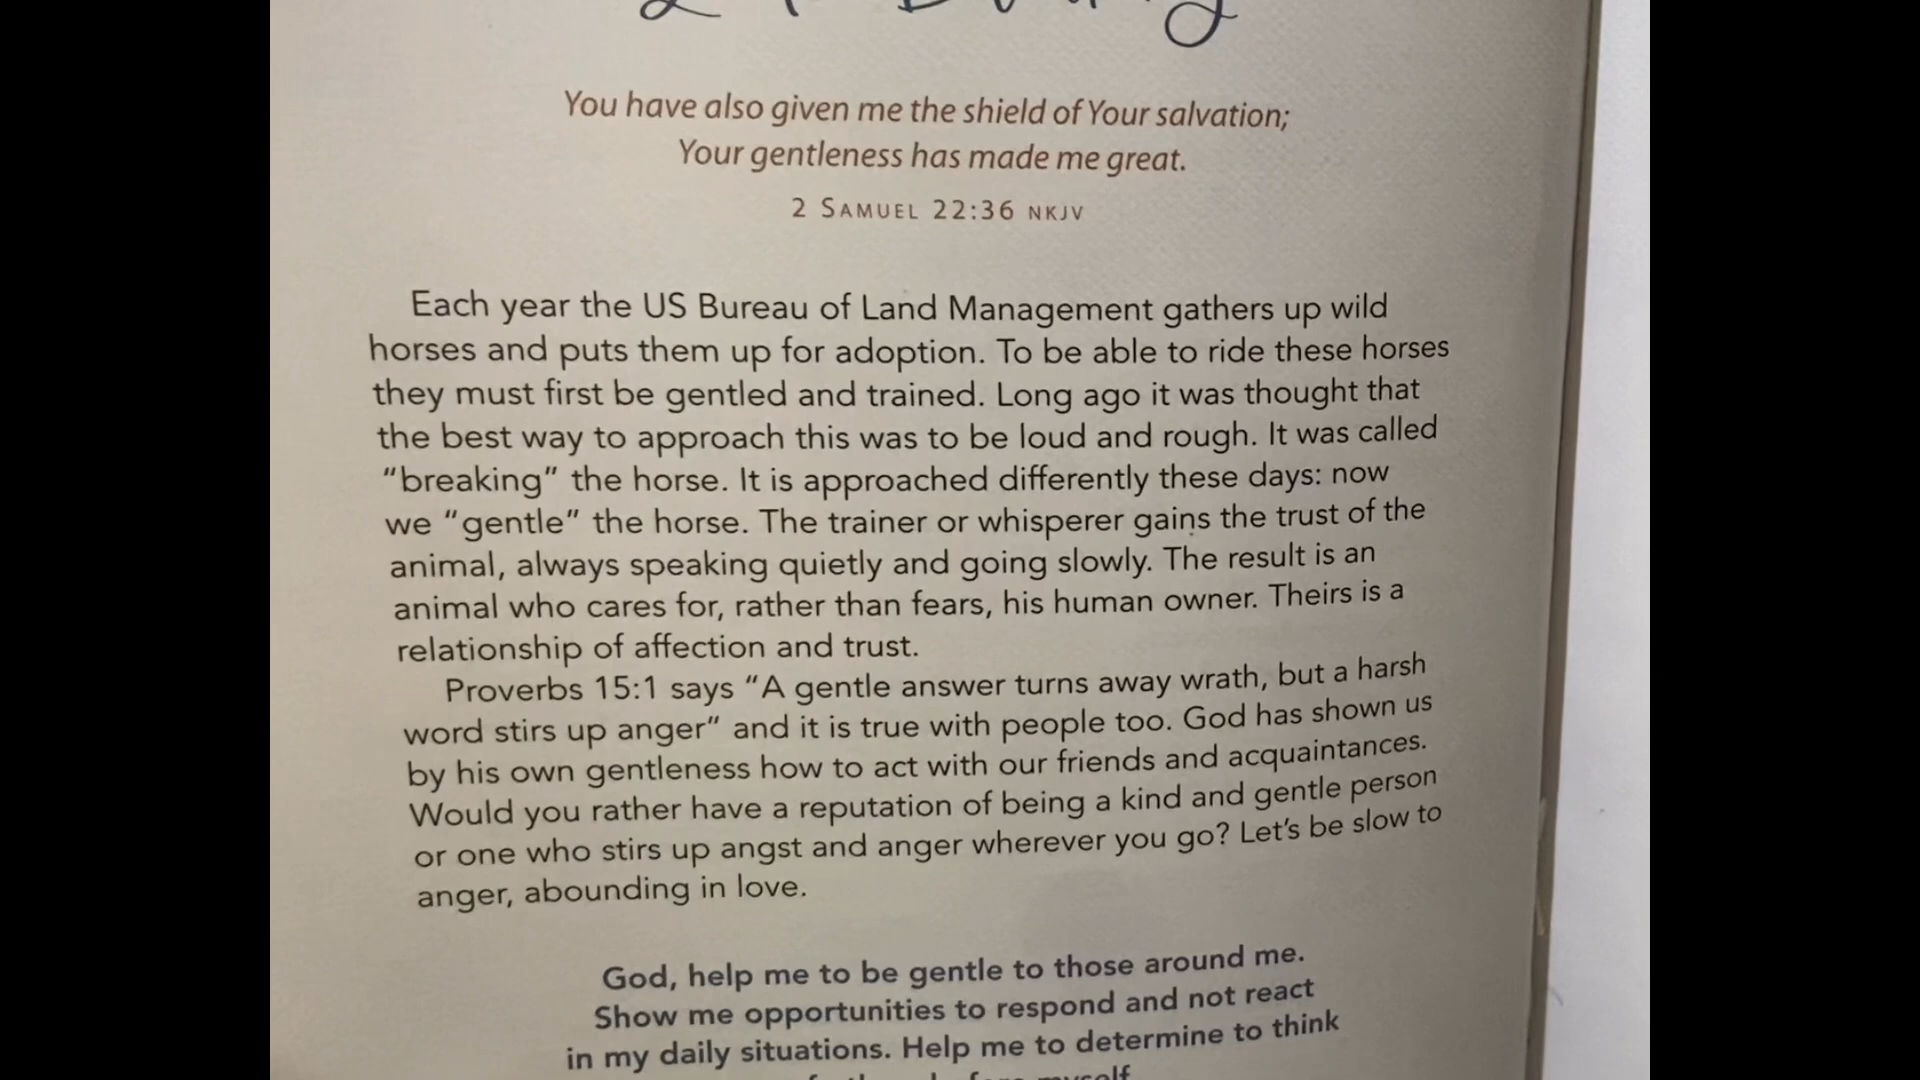 You have also given me the shield of Your salvation;
Your gentleness has made me great.
2 SAMUEL 22:36 NKJV
Each year the US Bureau of Land Management gathers up wild
horses and puts them up for adoption. To be able to ride these horses
they must first be gentled and trained. Long ago it was thought that
the best way to approach this was to be loud and rough. It was called
“breaking” the horse. It is approached differently these days: now
we “gentle” the horse. The trainer or whisperer gains the trust of the
animal, always speaking quietly and going slowly. The result is an
animal who cares for, rather than fears, his human owner. Theirs is a
relationship of affection and trust.
Proverbs 15:1 says “A gentle answer turns away wrath, but a harsh
word stirs up anger” and it is true with people too. God has shown us
by his own gentleness how to act with our friends and acquaintances.
Would you rather have a reputation of being a kind and gentle person
or one who stirs up angst and anger wherever you go? Let’s be slow to
anger, abounding in love.
God, help me to be gentle to those around me.
Show me opportunities to respond and not react
in my daily situations. Help me to determine to think
myself